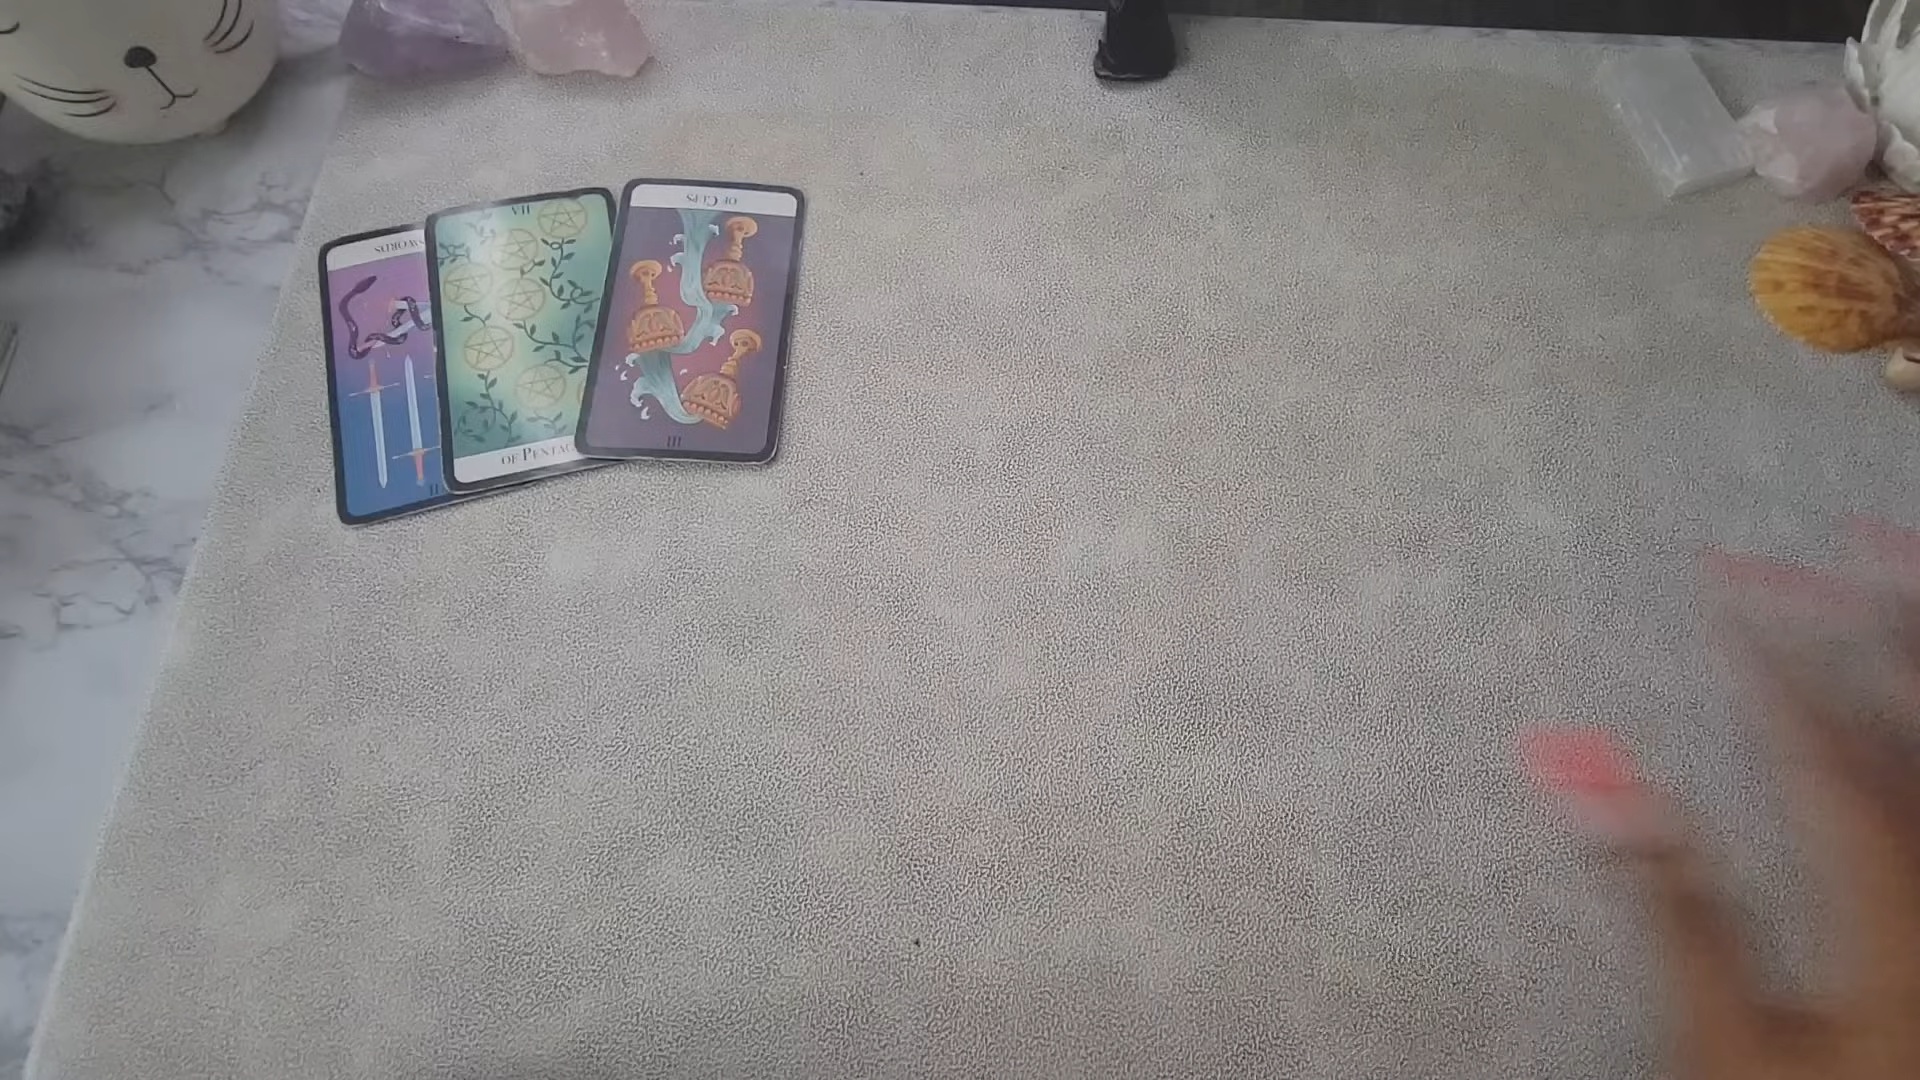 SWORDS
VII
OF PENTAC
OF CUPS
III